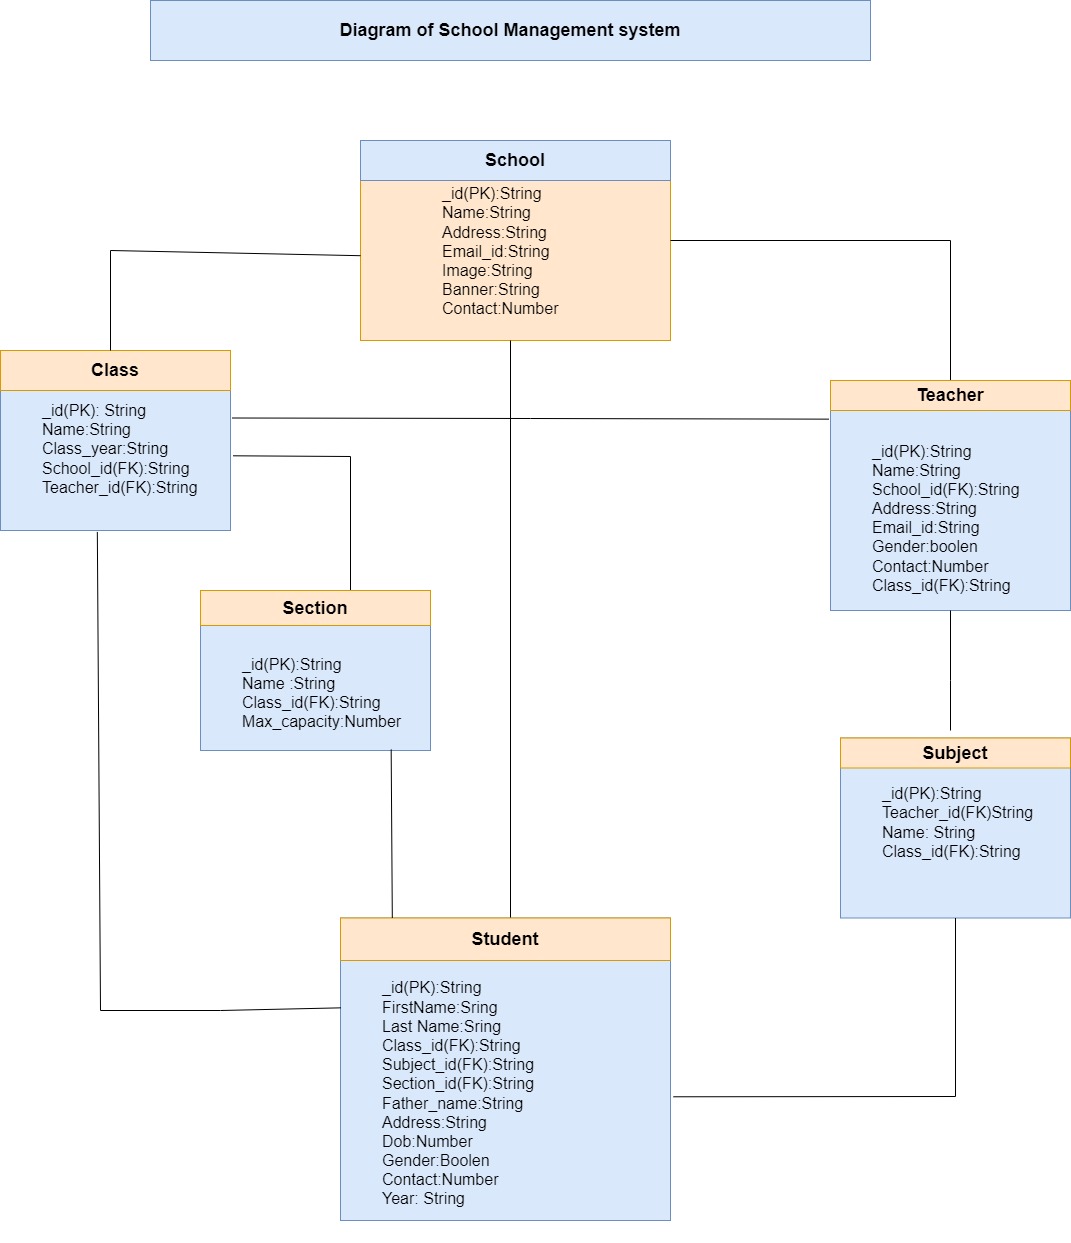 Diagram of School Management system
School
_id(PK):String
Name:String
Address:String
Email_id:String
Image:String
Banner:String
Contact:Number
Class
_id(PK): String
Name:String
Class_year:String
School_id(FK):String
Teacher_id(FK):String
Teacher
_id(PK):String
Name:String
School_id(FK):String
Address:String
Email_id:String
Gender:boolen
Contact:Number
Class_id(FK):String
Section
_id(PK):String
Name :String
Class_id(FK):String
Max_capacity:Number
Subject
_id(PK):String
Teacher_id(FK)String
Name: String
Class_id(FK):String
Student
_id(PK):String
FirstName:Sring
Last Name:Sring
Class_id(FK):String
Subject_id(FK):String
Section_id(FK):String
Father_name:String
Address:String
Dob:Number
Gender:Boolen
Contact:Number
Year: String